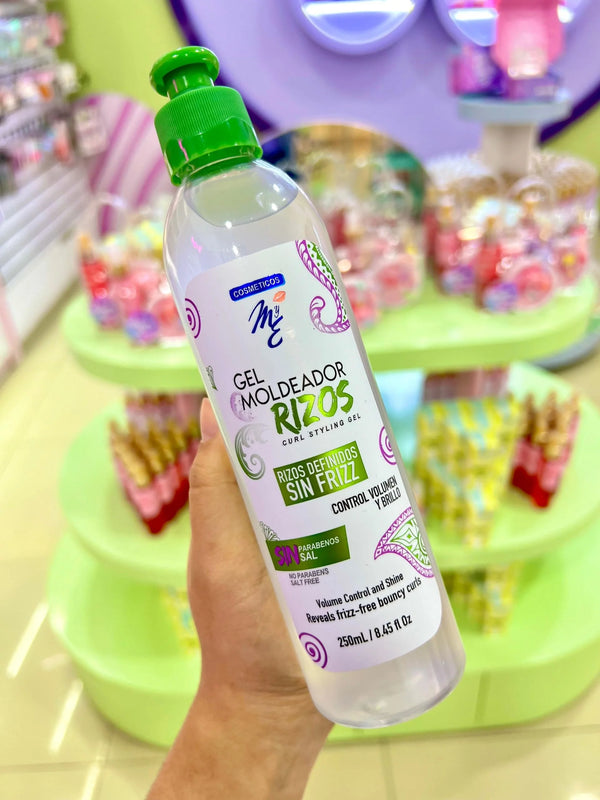 COSMETICOS
MyE
GEL
MOLDEADOR
RIZOS
CURL STYLING GEL
RIZOS DEFINIDOS
SIN FRIZZ
CONTROL VOLUMEN
Y BRILLO
SIN PARABENOS
SAL
NO PARABENS
SALT FREE
Volume Control and Shine
Reveals frizz-free bouncy curls
250mL / 8.45 fl Oz